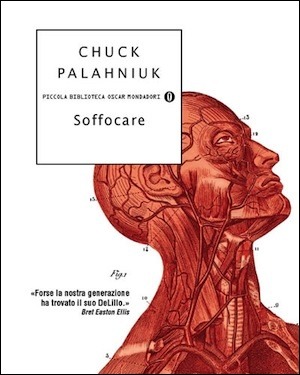 CHUCK
PALAHNIUK
PICCOLA BIBLIOTECA OSCAR MONDADORI
Soffocare
Fig.1
«Forse la nostra generazione
ha trovato il suo DeLillo.»
Bret Easton Ellis